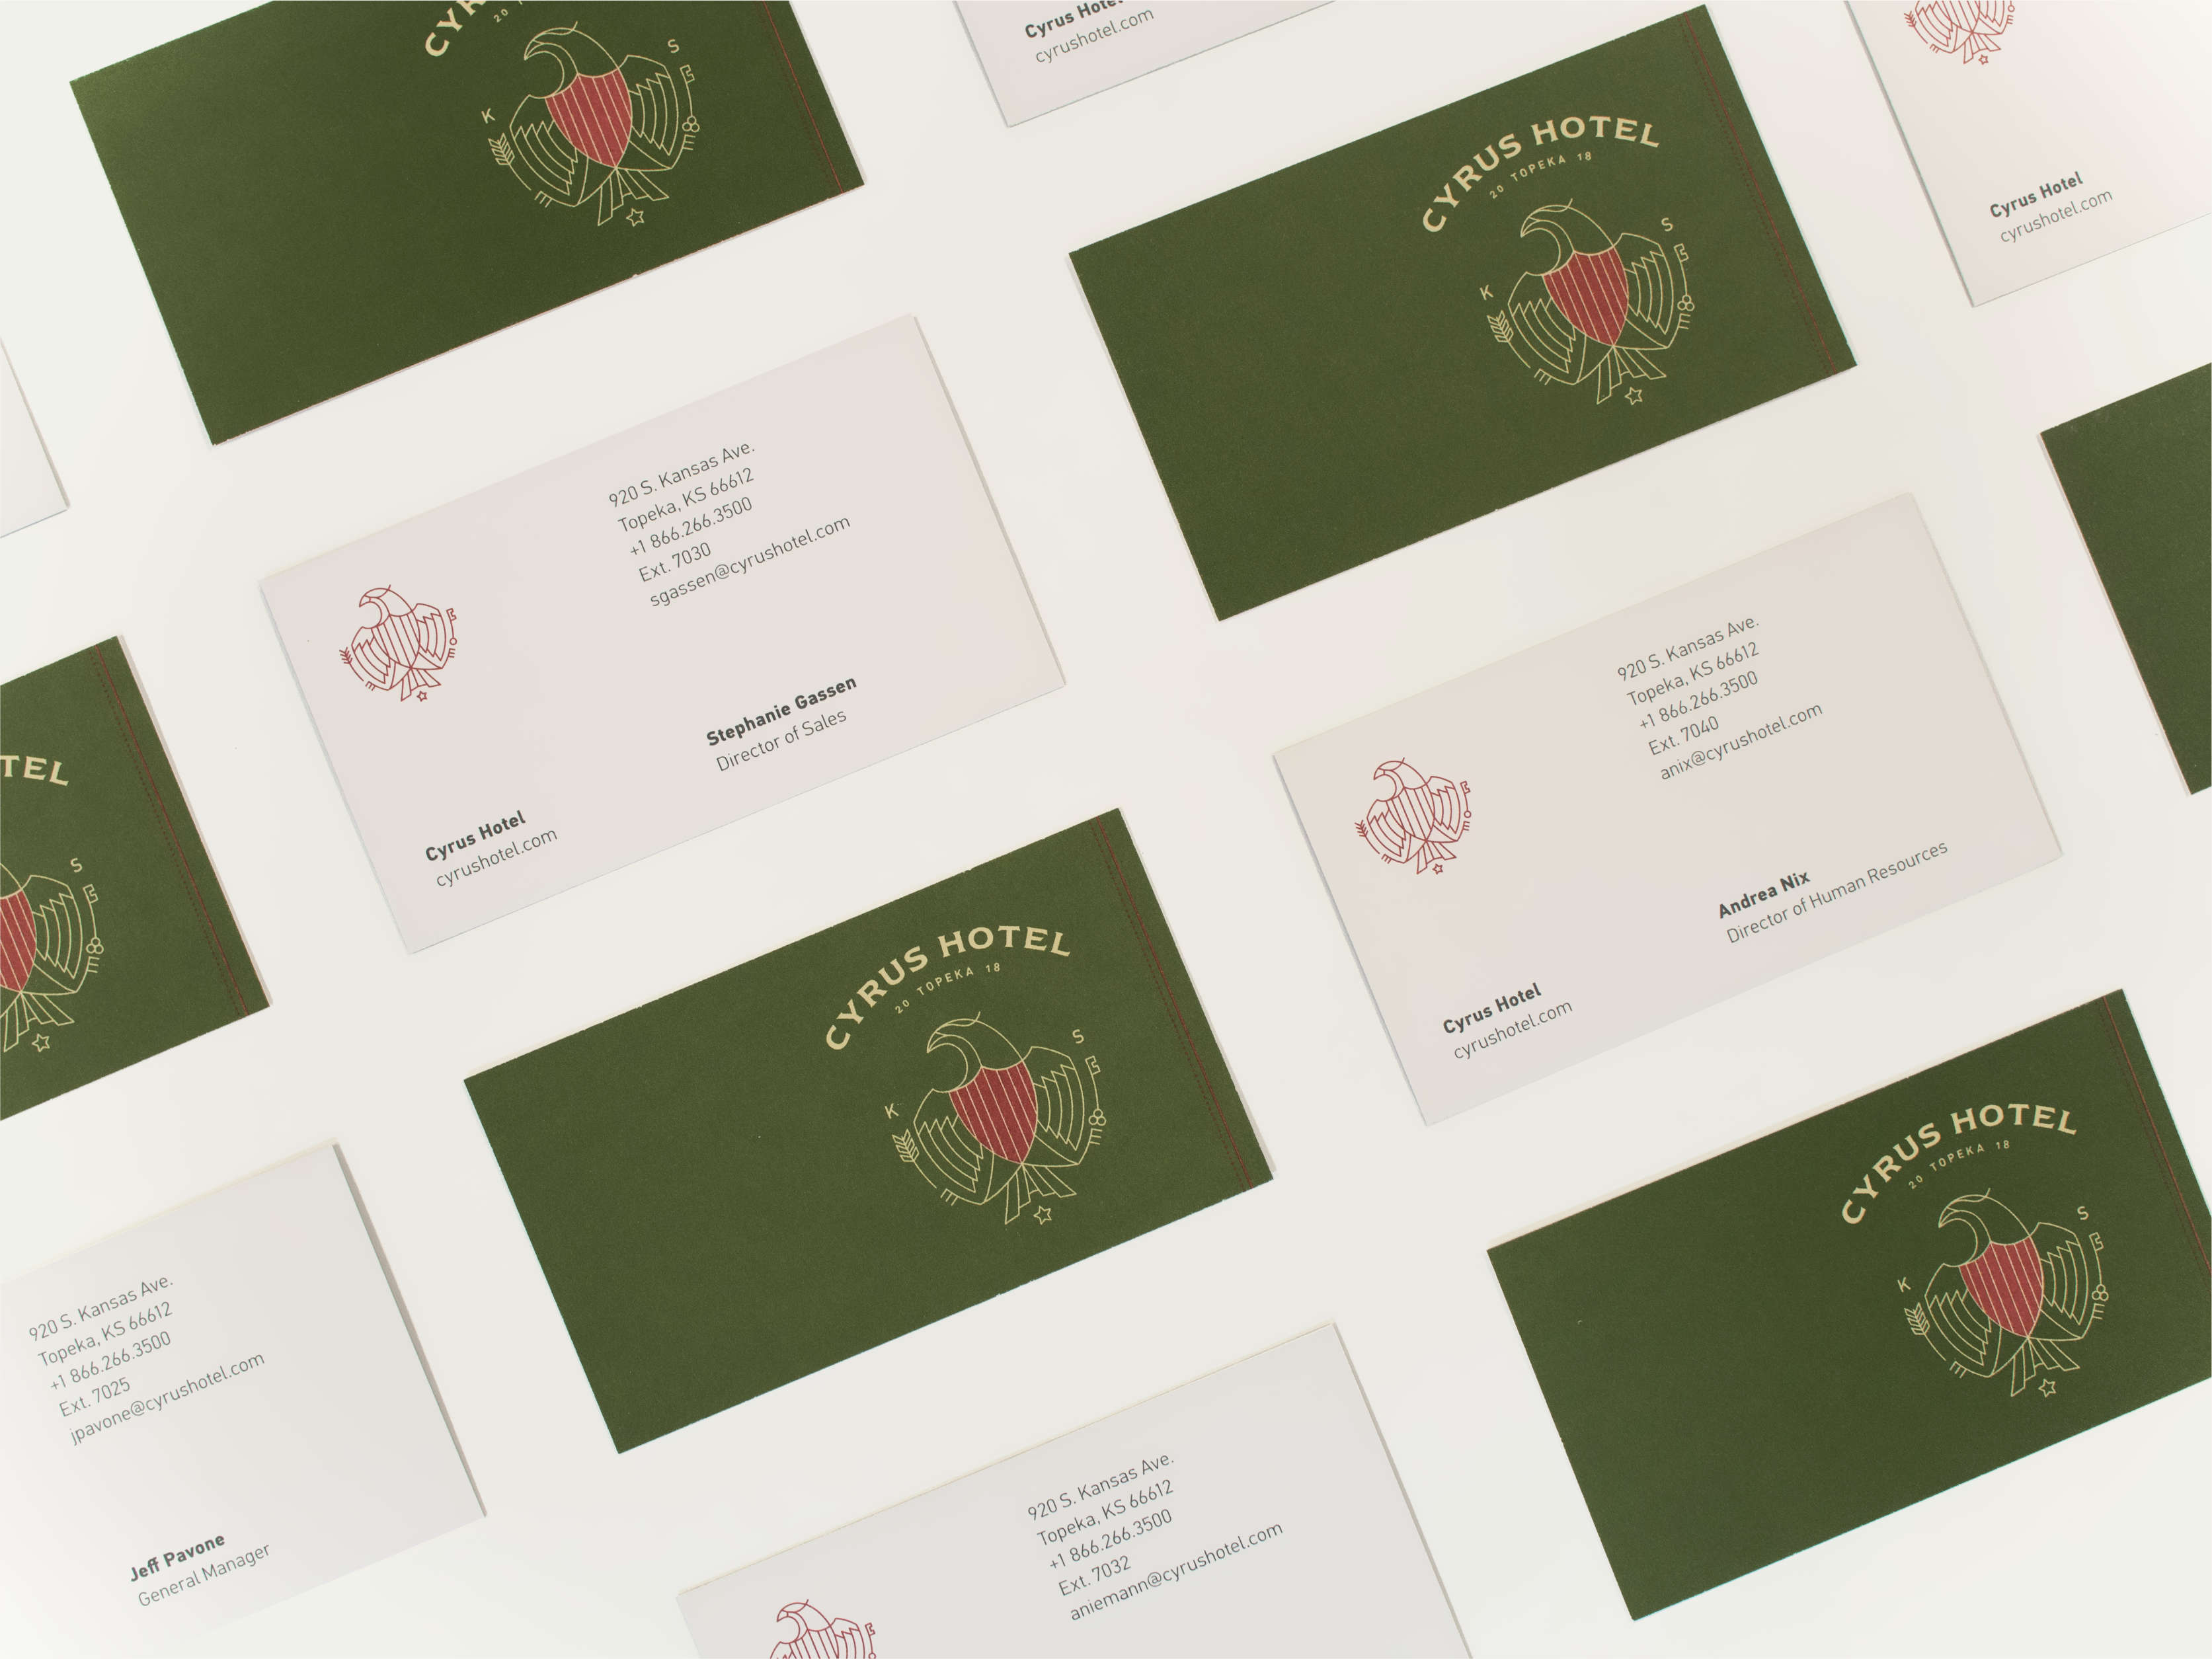 CYR
20
K
S
Cyrus Hotel
cyrushotel.com
CYRUS HOTEL
20 TOPEKA 18
K
S
Cyrus Hotel
cyrushotel.com
920 S. Kansas Ave.
Topeka, KS 66612
+1 866.266.3500
Ext. 7030
sgassen@cyrushotel.com
Stephanie Gassen
Director of Sales
Cyrus Hotel
cyrushotel.com
920 S. Kansas Ave.
Topeka, KS 66612
+1 866.266.3500
Ext. 7040
anix@cyrushotel.com
Andrea Nix
Director of Human Resources
Cyrus Hotel
cyrushotel.com
TEL
S
CYRUS HOTEL
20 TOPEKA 18
K
S
CYRUS HOTEL
20 TOPEKA 18
K
S
920 S. Kansas Ave.
Topeka, KS 66612
+1 866.266.3500
Ext. 7025
jpavone@cyrushotel.com
Jeff Pavone
General Manager
920 S. Kansas Ave.
Topeka, KS 66612
+1 866.266.3500
Ext. 7032
aniemann@cyrushotel.com